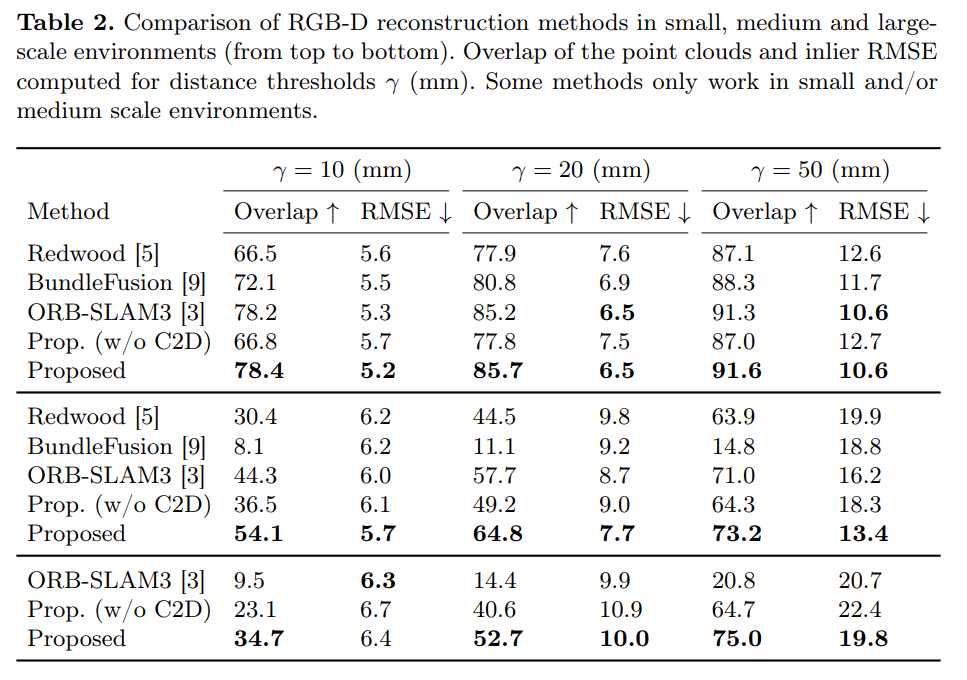 Table 2. Comparison of RGB-D reconstruction methods in small, medium and large-
scale environments (from top to bottom). Overlap of the point clouds and inlier RMSE
computed for distance thresholds γ (mm). Some methods only work in small and/or
medium scale environments.
γ = 10 (mm) γ = 20 (mm) γ = 50 (mm)
Method Overlap ↑ RMSE ↓ Overlap ↑ RMSE ↓ Overlap ↑ RMSE ↓
Redwood [5] 66.5 5.6 77.9 7.6 87.1 12.6
BundleFusion [9] 72.1 5.5 80.8 6.9 88.3 11.7
ORB-SLAM3 [3] 78.2 5.3 85.2 6.5 91.3 10.6
Prop. (w/o C2D) 66.8 5.7 77.8 7.5 87.0 12.7
Proposed 78.4 5.2 85.7 6.5 91.6 10.6
Redwood [5] 30.4 6.2 44.5 9.8 63.9 19.9
BundleFusion [9] 8.1 6.2 11.1 9.2 14.8 18.8
ORB-SLAM3 [3] 44.3 6.0 57.7 8.7 71.0 16.2
Prop. (w/o C2D) 36.5 6.1 49.2 9.0 64.3 18.3
Proposed 54.1 5.7 64.8 7.7 73.2 13.4
ORB-SLAM3 [3] 9.5 6.3 14.4 9.9 20.8 20.7
Prop. (w/o C2D) 23.1 6.7 40.6 10.9 64.7 22.4
Proposed 34.7 6.4 52.7 10.0 75.0 19.8